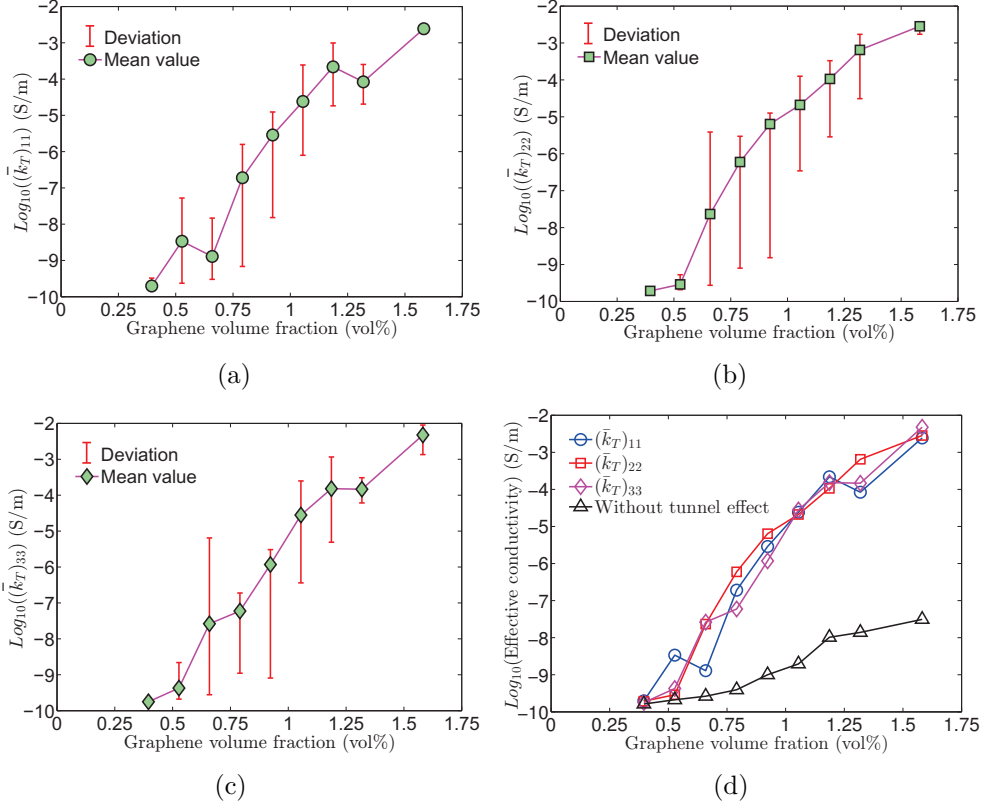 -2
-3
-4
-5
-6
-7
-8
-9
-10
Log₁₀((k̄_T)₁₁) (S/m)
Deviation
Mean value
0 0.25 0.5 0.75 1 1.25 1.5 1.75
Graphene volume fraction (vol%)
(a)
-2
-3
-4
-5
-6
-7
-8
-9
-10
Log₁₀((k̄_T)₂₂) (S/m)
Deviation
Mean value
0 0.25 0.5 0.75 1 1.25 1.5 1.75
Graphene volume fraction (vol%)
(b)
-2
-3
-4
-5
-6
-7
-8
-9
-10
Log₁₀((k̄_T)₃₃) (S/m)
Deviation
Mean value
0 0.25 0.5 0.75 1 1.25 1.5 1.75
Graphene volume fraction (vol%)
(c)
-2
-3
-4
-5
-6
-7
-8
-9
-10
Log₁₀(Effective conductivity) (S/m)
(k̄_T)₁₁
(k̄_T)₂₂
(k̄_T)₃₃
Without tunnel effect
0 0.25 0.5 0.75 1 1.25 1.5 1.75
Graphene volume fration (vol%)
(d)